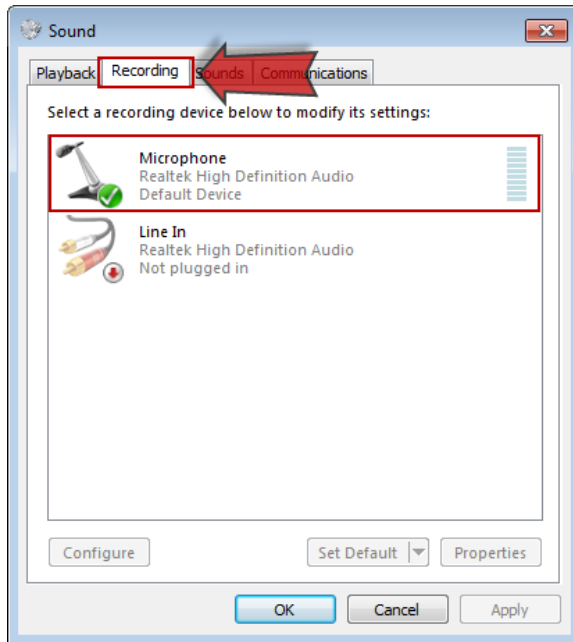 Sound
Playback Recording Sounds Communications
Select a recording device below to modify its settings:
Microphone
Realtek High Definition Audio
Default Device
Line In
Realtek High Definition Audio
Not plugged in
Configure Set Default Properties
OK Cancel Apply